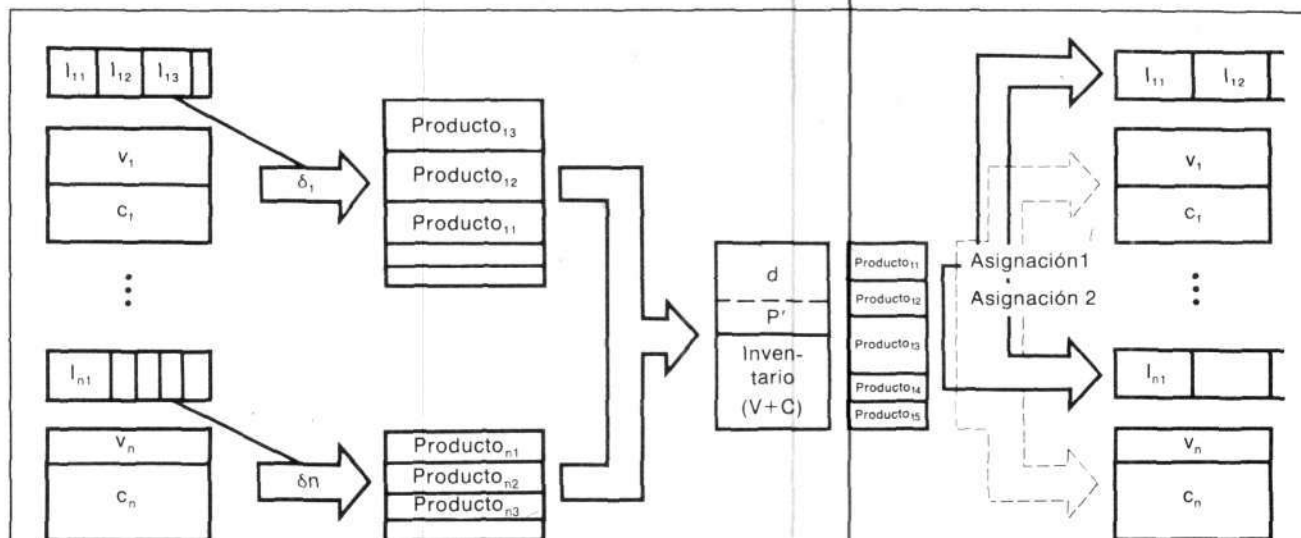 I11 I12 I13
V1
C1
δ1
Producto13
Producto12
Producto11
In1
Vn
Cn
δn
Producton1
Producton2
Producton3
d
P'
Inven-
tario
(V+C)
Producto11
Producto12
Producto13
Producto14
Producto15
Asignación1
Asignación 2
I11 I12
V1
C1
In1
Vn
Cn